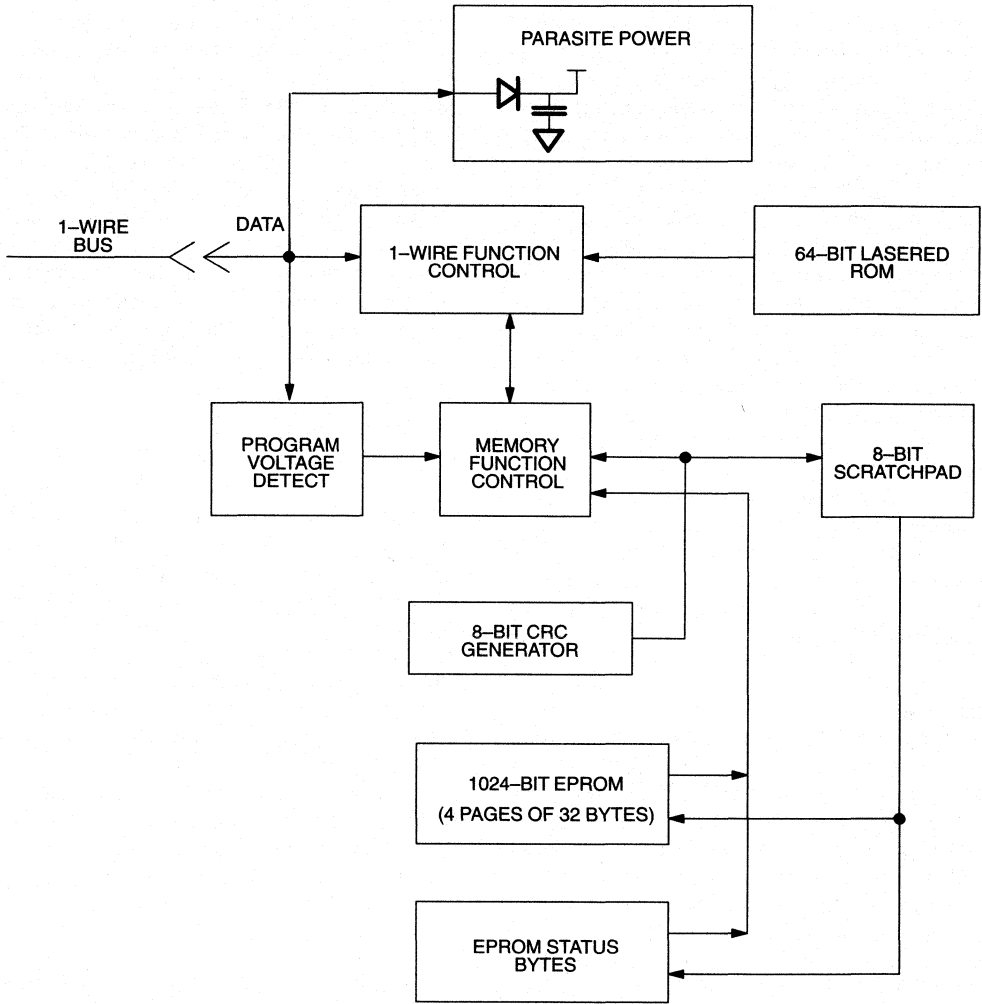 PARASITE POWER
1–WIRE
BUS
DATA
1–WIRE FUNCTION
CONTROL
64–BIT LASERED
ROM
PROGRAM
VOLTAGE
DETECT
MEMORY
FUNCTION
CONTROL
8–BIT
SCRATCHPAD
8–BIT CRC
GENERATOR
1024–BIT EPROM
(4 PAGES OF 32 BYTES)
EPROM STATUS
BYTES